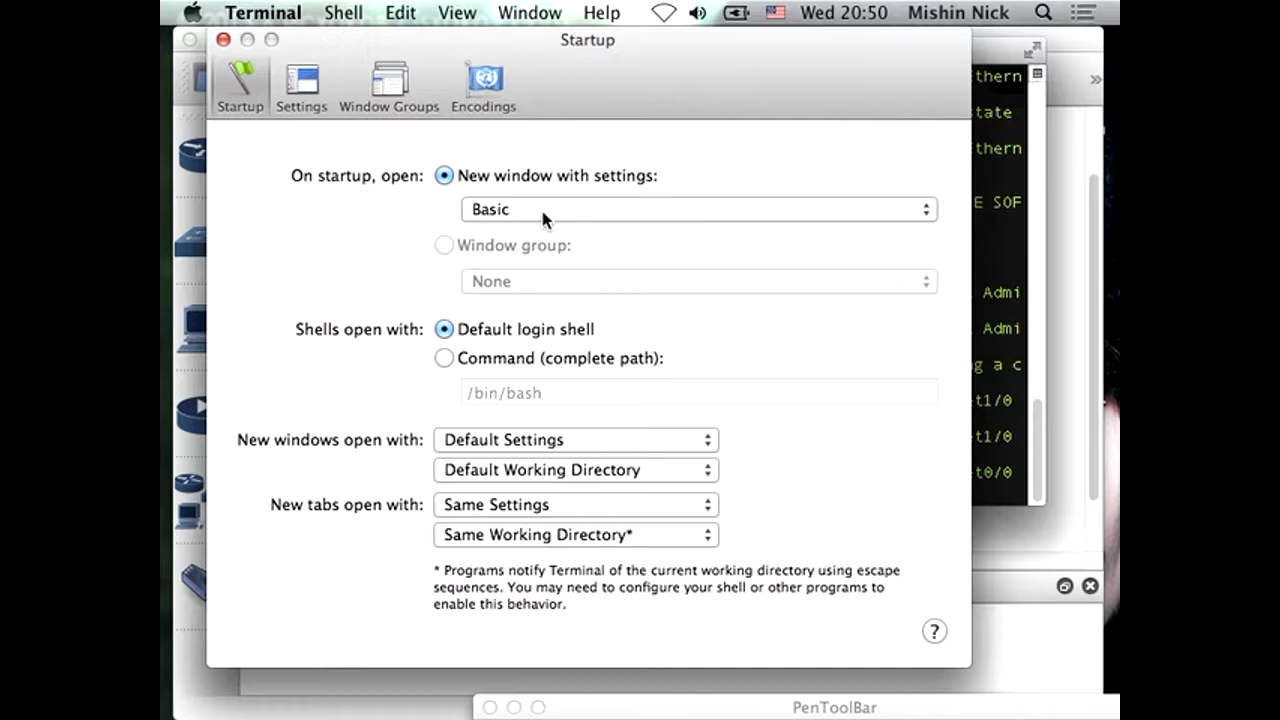 Terminal Shell Edit View Window Help Wed 20:50 Mishin Nick
Startup
Startup Settings Window Groups Encodings
thern
tate
thern
On startup, open: New window with settings:
Basic
E SOF
Window group:
None
Admi
Shells open with: Default login shell
Admi
Command (complete path):
g a c
/bin/bash
t1/0
New windows open with: Default Settings
t1/0
Default Working Directory
t0/0
New tabs open with: Same Settings
Same Working Directory*
* Programs notify Terminal of the current working directory using escape
sequences. You may need to configure your shell or other programs to
enable this behavior.
?
PenToolBar